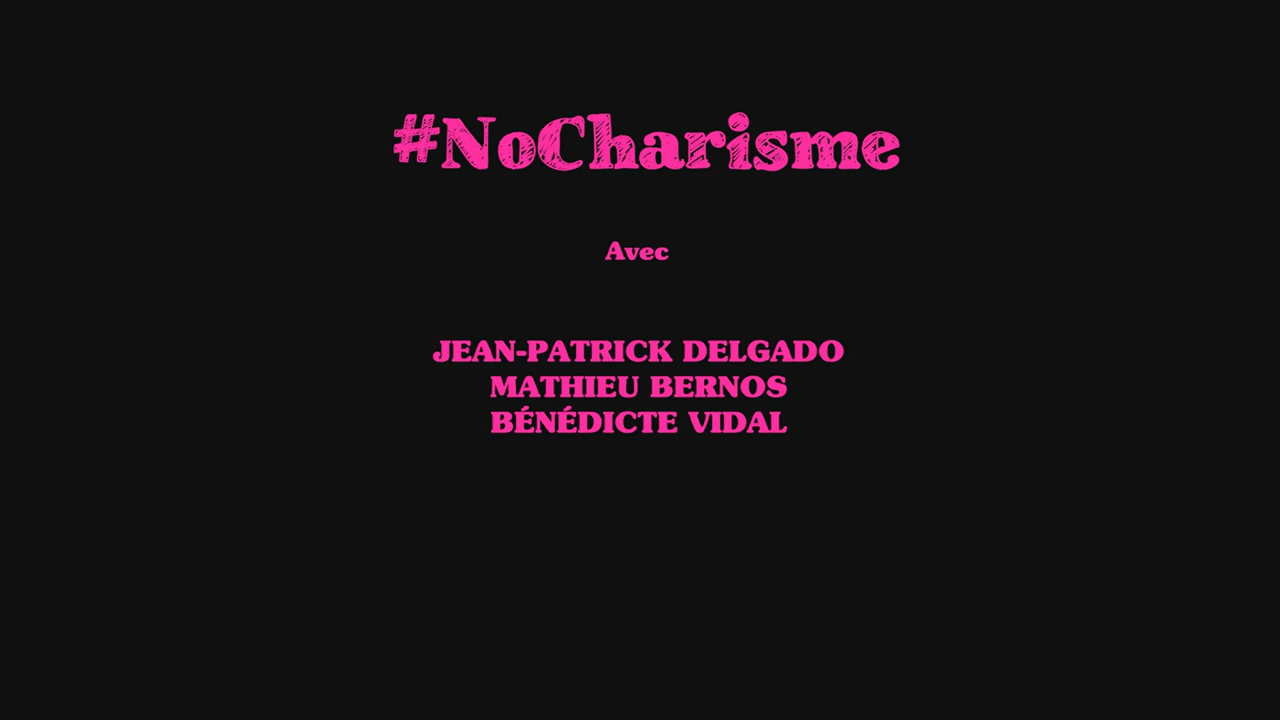 #NoCharisme
Avec
JEAN-PATRICK DELGADO
MATHIEU BERNOS
BÉNÉDICTE VIDAL